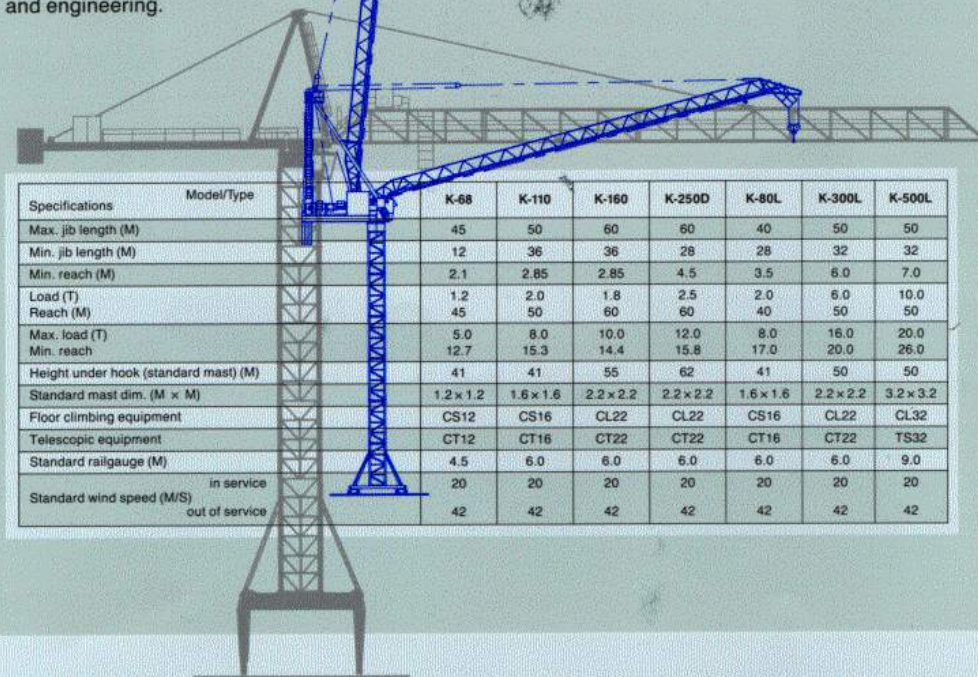 and engineering.
Specifications Model/Type K-68 K-110 K-160 K-250D K-80L K-300L K-500L
Max. jib length (M) 45 50 60 60 40 50 50
Min. jib length (M) 12 36 36 28 28 32 32
Min. reach (M) 2.1 2.85 2.85 4.5 3.5 6.0 7.0
Load (T) 1.2 2.0 1.8 2.5 2.0 6.0 10.0
Reach (M) 45 50 60 60 40 50 50
Max. load (T) 5.0 8.0 10.0 12.0 8.0 16.0 20.0
Min. reach 12.7 15.3 14.4 15.8 17.0 20.0 26.0
Height under hook (standard mast) (M) 41 41 55 62 41 50 50
Standard mast dim. (M × M) 1.2 × 1.2 1.6 × 1.6 2.2 × 2.2 2.2 × 2.2 1.6 × 1.6 2.2 × 2.2 3.2 × 3.2
Floor climbing equipment CS12 CS16 CL22 CL22 CS16 CL22 CL32
Telescopic equipment CT12 CT16 CT22 CT22 CT16 CT22 TS32
Standard railgauge (M) 4.5 6.0 6.0 6.0 6.0 6.0 9.0
in service 20 20 20 20 20 20 20
Standard wind speed (M/S)
out of service 42 42 42 42 42 42 42